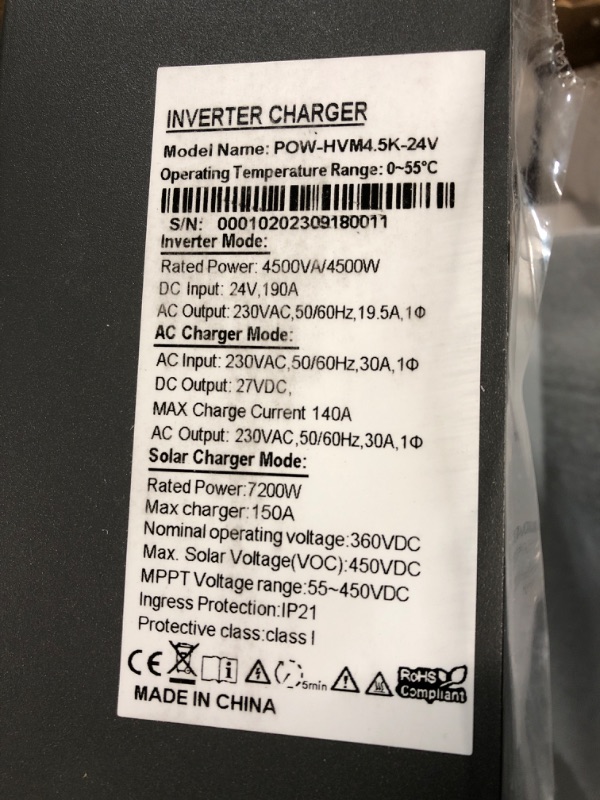 INVERTER CHARGER
Model Name: POW-HVM4.5K-24V
Operating Temperature Range: 0~55°C
S/N: 00010202309180011
Inverter Mode:
Rated Power: 4500VA/4500W
DC Input: 24V,190A
AC Output: 230VAC,50/60Hz,19.5A,1Φ
AC Charger Mode:
AC Input: 230VAC,50/60Hz,30A,1Φ
DC Output: 27VDC,
MAX Charge Current 140A
AC Output: 230VAC,50/60Hz,30A,1Φ
Solar Charger Mode:
Rated Power:7200W
Max charger:150A
Nominal operating voltage:360VDC
Max. Solar Voltage(VOC):450VDC
MPPT Voltage range:55~450VDC
Ingress Protection:IP21
Protective class:class I
CE 5min RoHS Compliant
MADE IN CHINA